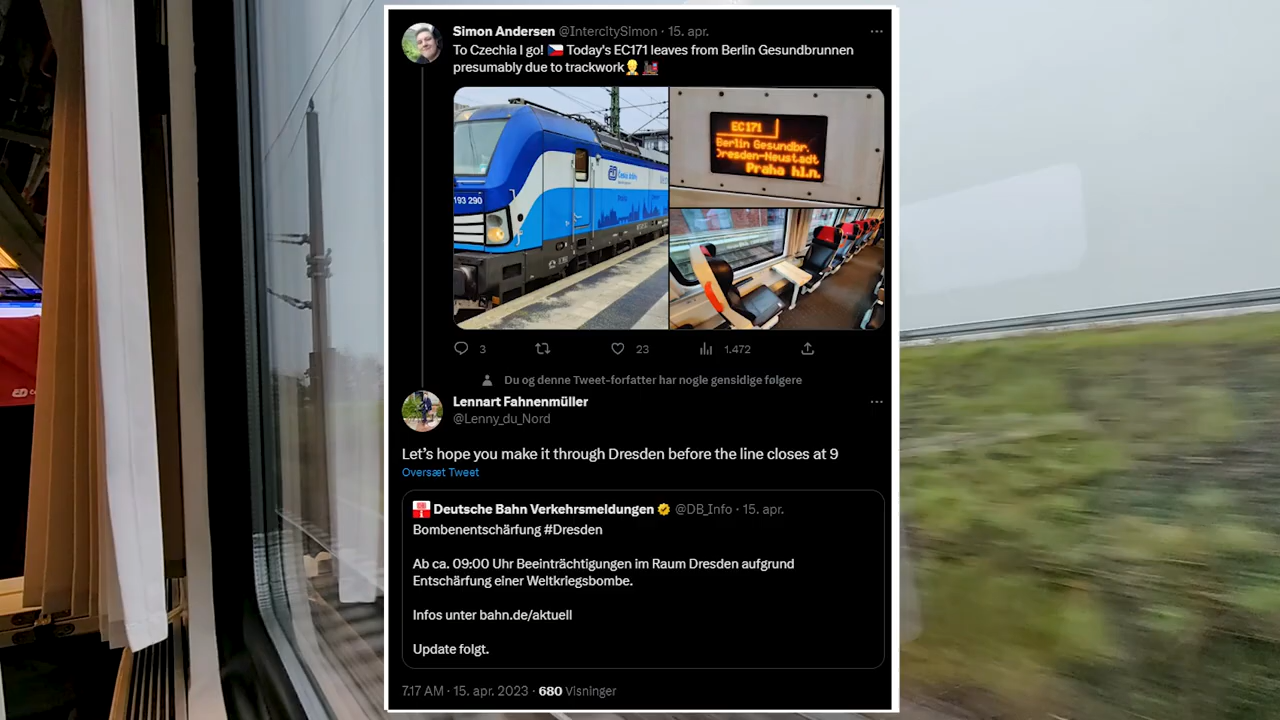 Simon Andersen @IntercitySimon · 15. apr.
To Czechia I go! 🇨🇿 Today's EC171 leaves from Berlin Gesundbrunnen
presumably due to trackwork👷 🚂
193 290
České dráhy
EC171
Berlin Gesundbr.
Dresden-Neustadt
Praha hl.n.
3
23
1.472
Du og denne Tweet-forfatter har nogle gensidige følgere
Lennart Fahnenmüller
@Lenny_du_Nord
Let's hope you make it through Dresden before the line closes at 9
Oversæt Tweet
Deutsche Bahn Verkehrsmeldungen @DB_Info · 15. apr.
Bombenentschärfung #Dresden
Ab ca. 09:00 Uhr Beeinträchtigungen im Raum Dresden aufgrund
Entschärfung einer Weltkriegsbombe.
Infos unter bahn.de/aktuell
Update folgt.
7.17 AM · 15. apr. 2023 · 680 Visninger